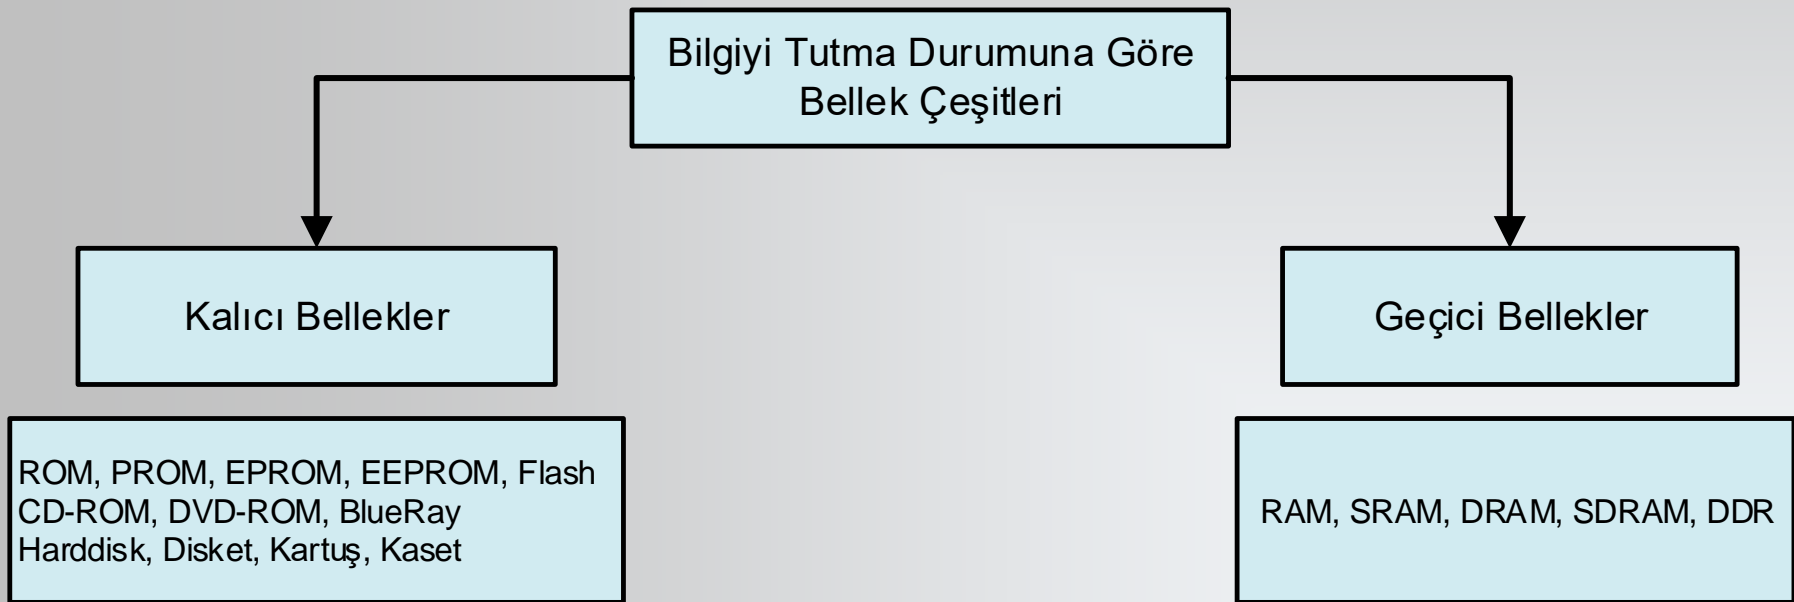 Bilgiyi Tutma Durumuna Göre
Bellek Çeşitleri
Kalıcı Bellekler
Geçici Bellekler
ROM, PROM, EPROM, EEPROM, Flash
CD-ROM, DVD-ROM, BlueRay
Harddisk, Disket, Kartuş, Kaset
RAM, SRAM, DRAM, SDRAM, DDR